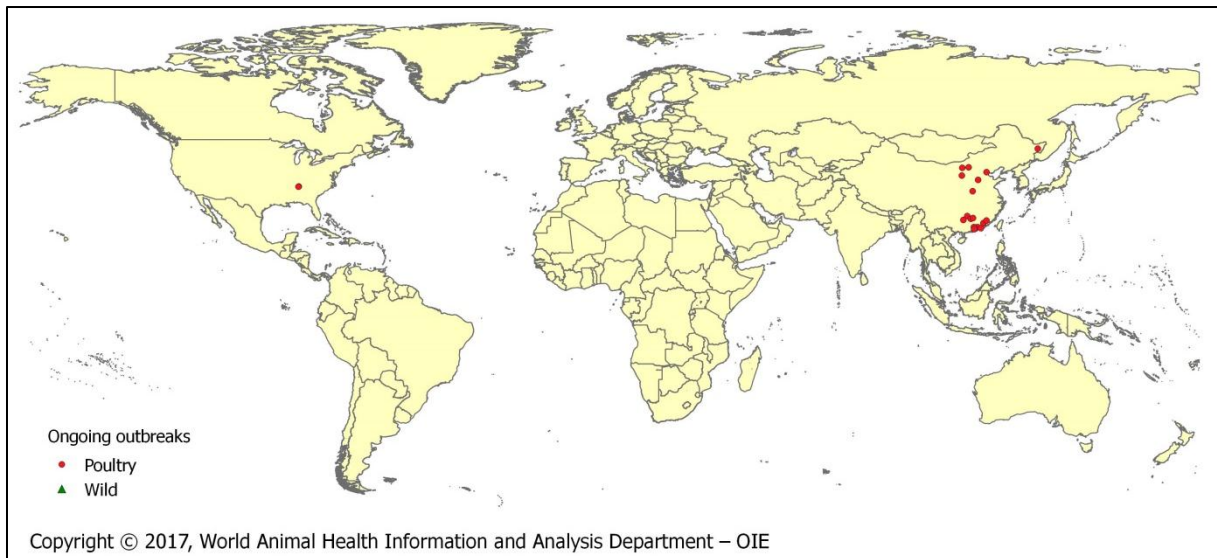 Ongoing outbreaks
Poultry
Wild
Copyright © 2017, World Animal Health Information and Analysis Department – OIE